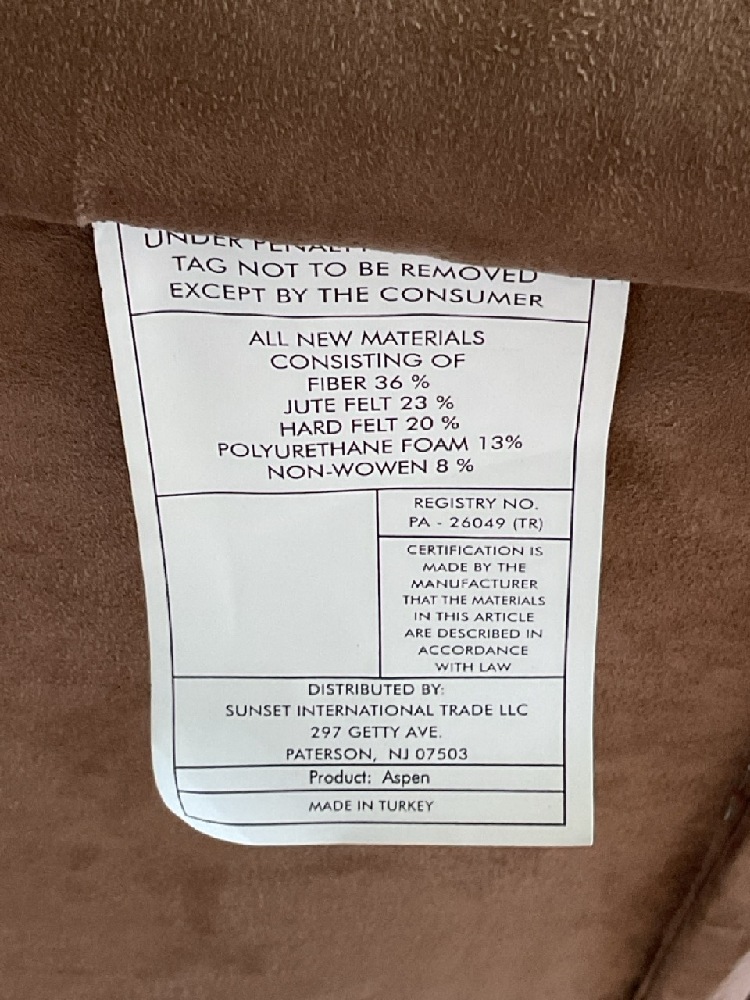 UNDER PENALTY
TAG NOT TO BE REMOVED
EXCEPT BY THE CONSUMER
ALL NEW MATERIALS
CONSISTING OF
FIBER 36 %
JUTE FELT 23 %
HARD FELT 20 %
POLYURETHANE FOAM 13%
NON-WOWEN 8 %
REGISTRY NO.
PA - 26049 (TR)
CERTIFICATION IS
MADE BY THE
MANUFACTURER
THAT THE MATERIALS
IN THIS ARTICLE
ARE DESCRIBED IN
ACCORDANCE
WITH LAW
DISTRIBUTED BY:
SUNSET INTERNATIONAL TRADE LLC
297 GETTY AVE.
PATERSON, NJ 07503
Product: Aspen
MADE IN TURKEY